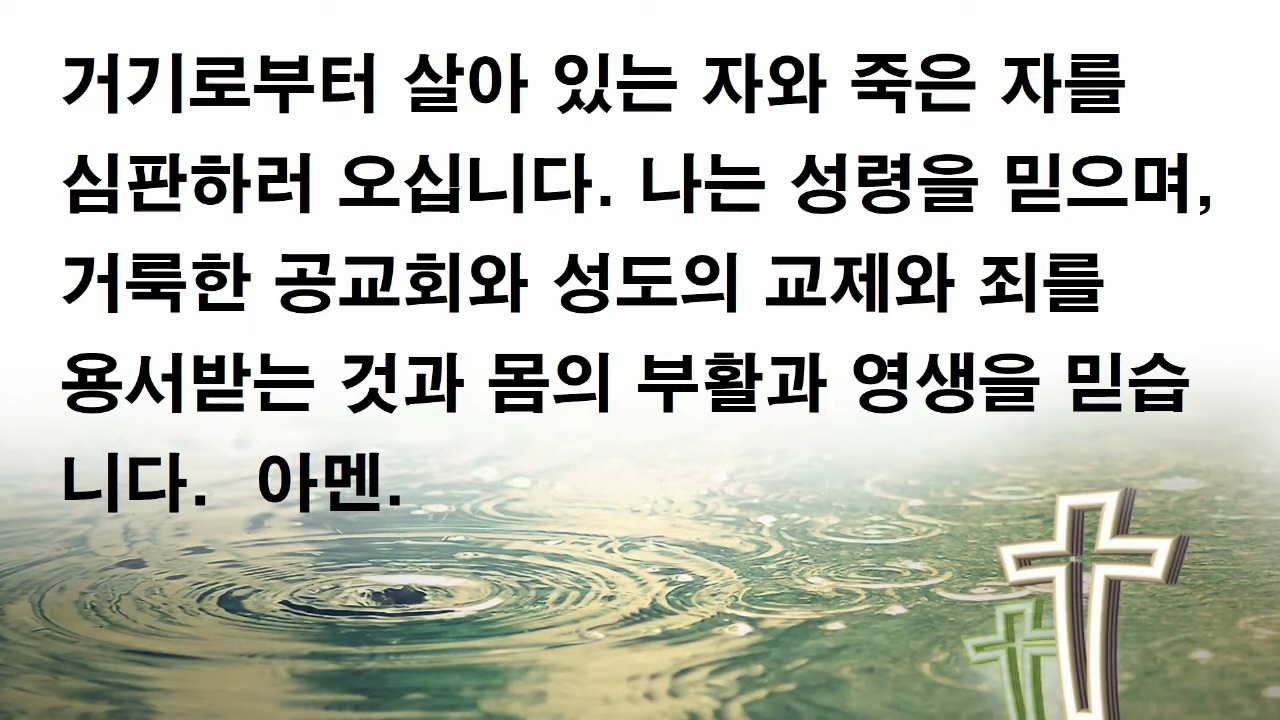 거기로부터 살아 있는 자와 죽은 자를
심판하러 오십니다. 나는 성령을 믿으며,
거룩한 공교회와 성도의 교제와 죄를
용서받는 것과 몸의 부활과 영생을 믿습
니다. 아멘.